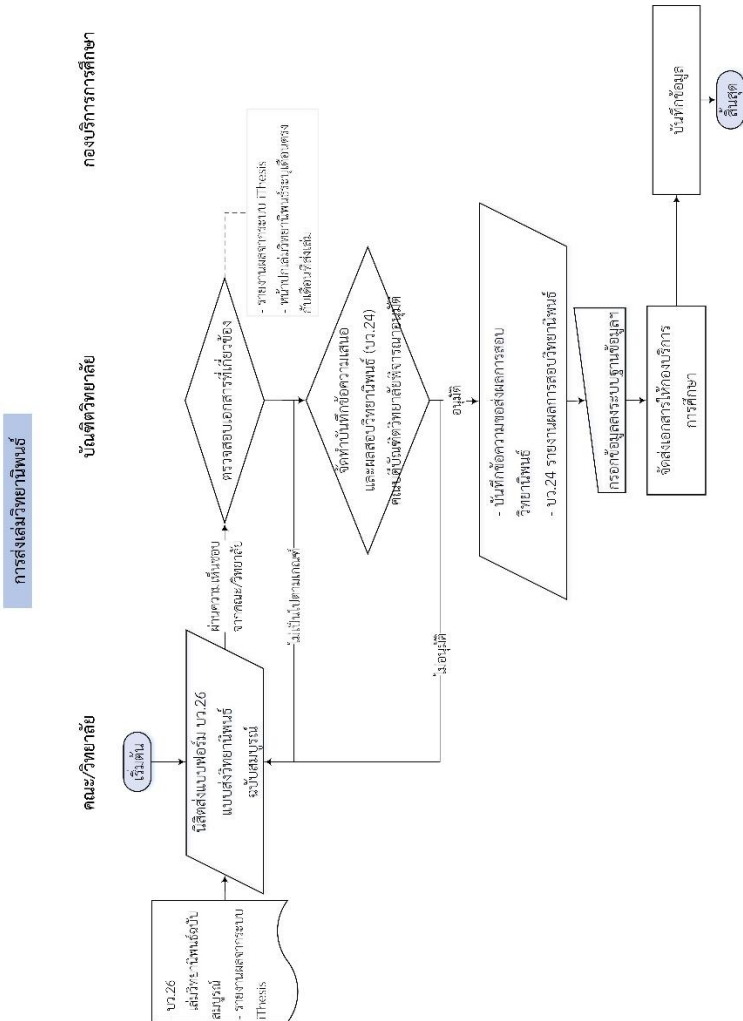 การส่งเล่มวิทยานิพนธ์
คณะ/วิทยาลัย
บัณฑิตวิทยาลัย
กองบริการการศึกษา
เริ่มต้น
บว.26
เล่มวิทยานิพนธ์ฉบับ
สมบูรณ์
- รายงานผลจากระบบ
iThesis
นิสิตส่งแบบฟอร์ม บว.26
แบบส่งวิทยานิพนธ์
ฉบับสมบูรณ์
ผ่านความเห็นชอบ
จากคณะ/วิทยาลัย
ตรวจสอบเอกสารที่เกี่ยวข้อง
- รายงานผลจากระบบ iThesis
- หน้าปกเล่มวิทยานิพนธ์ระบุเดือนตรง
กับเดือนที่ส่งเล่ม
ไม่เป็นไปตามเกณฑ์
จัดทำบันทึกข้อความเสนอ
และผลสอบวิทยานิพนธ์ (บว.24)
คณบดีบัณฑิตวิทยาลัยพิจารณาอนุมัติ
ไม่อนุมัติ
อนุมัติ
- บันทึกข้อความขอส่งผลการสอบ
วิทยานิพนธ์
- บว.24 รายงานผลการสอบวิทยานิพนธ์
กรอกข้อมูลลงระบบฐานข้อมูลฯ
จัดส่งเอกสารให้กองบริการ
การศึกษา
บันทึกข้อมูล
สิ้นสุด